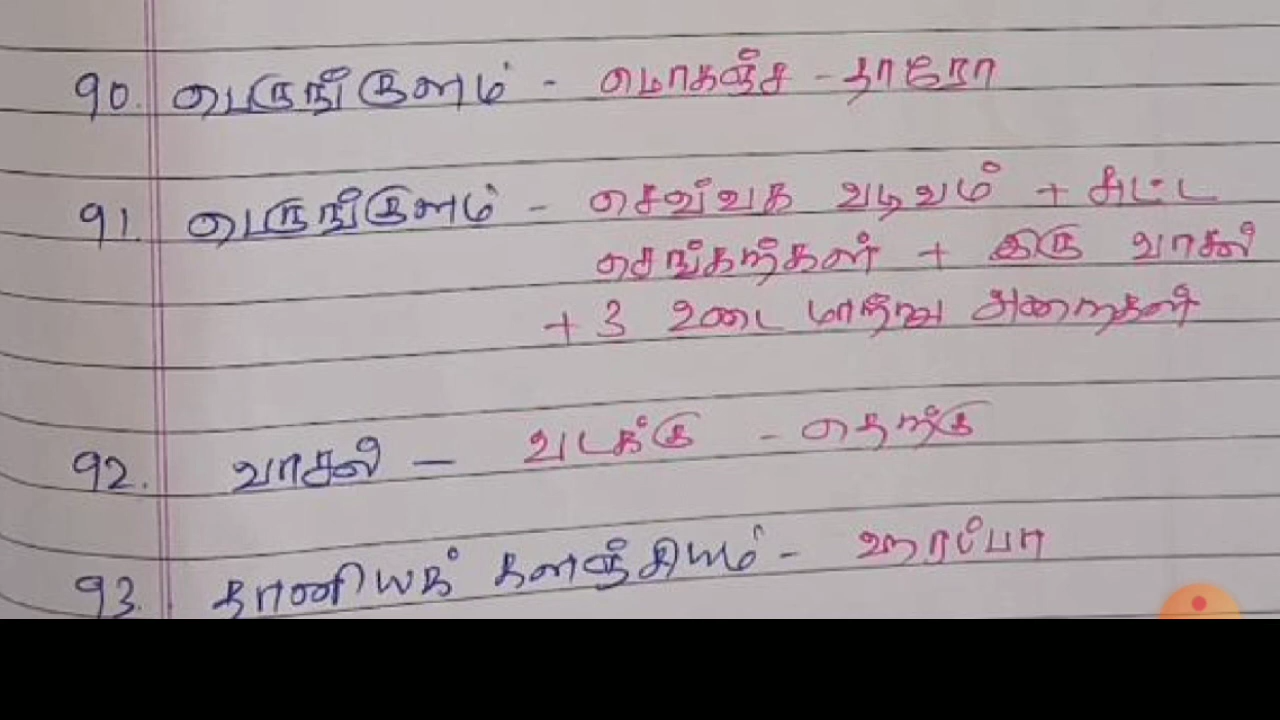 90. பெருங்குளம் - மொகஞ்ச - தாரோ
91. பெருங்குளம் - செவ்வக வடிவம் + சுட்ட
செங்கற்கள் + இரு வாசல்
+ 3 உடை மாற்று அறைகள்
92. வாசல் – வடக்கு - தெற்கு
93. தானியக் களஞ்சியம் - ஹரப்பா